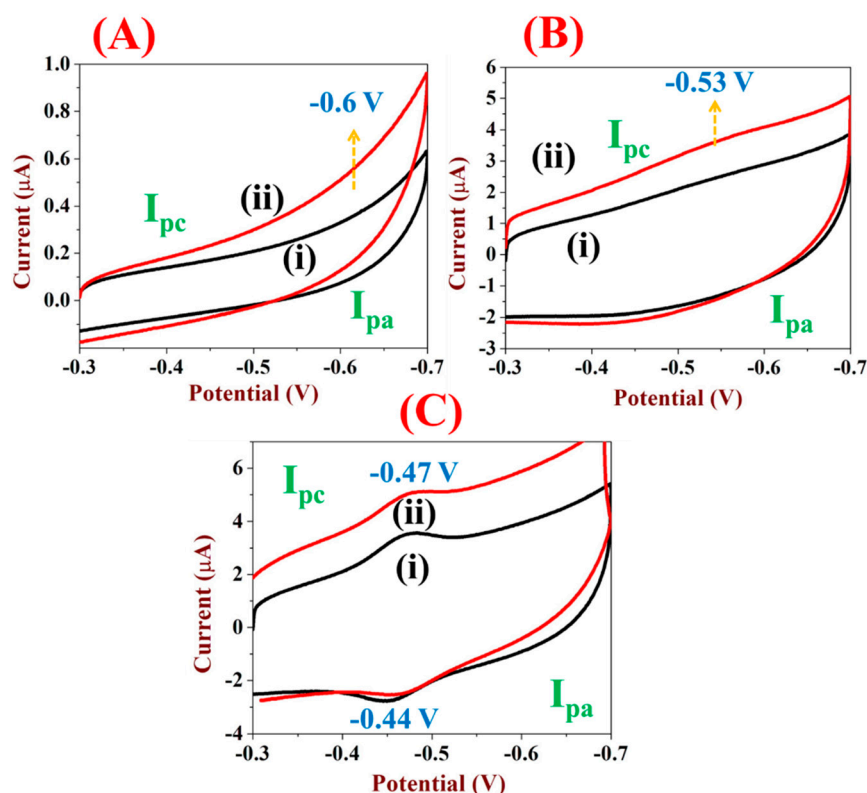 (A)
1.0
0.8
0.6
0.4
0.2
0.0
Current (μA)
-0.6 V
(ii)
(i)
Ipc
Ipa
-0.3 -0.4 -0.5 -0.6 -0.7
Potential (V)
(B)
6
5
4
3
2
1
0
-1
-2
-3
Current (μA)
-0.53 V
Ipc
(ii)
(i)
Ipa
-0.3 -0.4 -0.5 -0.6 -0.7
Potential (V)
(C)
6
4
2
0
-2
-4
Current (μA)
-0.47 V
Ipc
(ii)
(i)
Ipa
-0.44 V
-0.3 -0.4 -0.5 -0.6 -0.7
Potential (V)